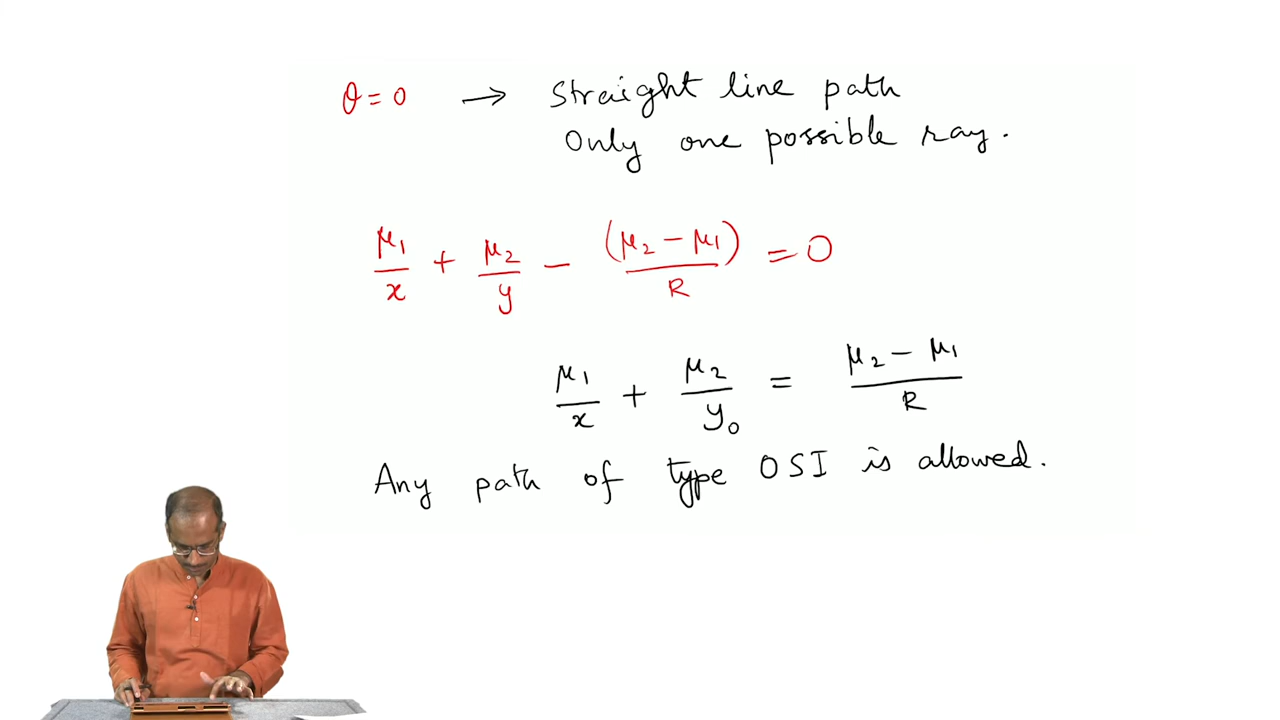 θ = 0 → Straight line path
Only one possible ray.
μ₁/x + μ₂/y − (μ₂ − μ₁)/R = 0
μ₁/x + μ₂/y₀ = μ₂ − μ₁/R
Any path of type OSI is allowed.